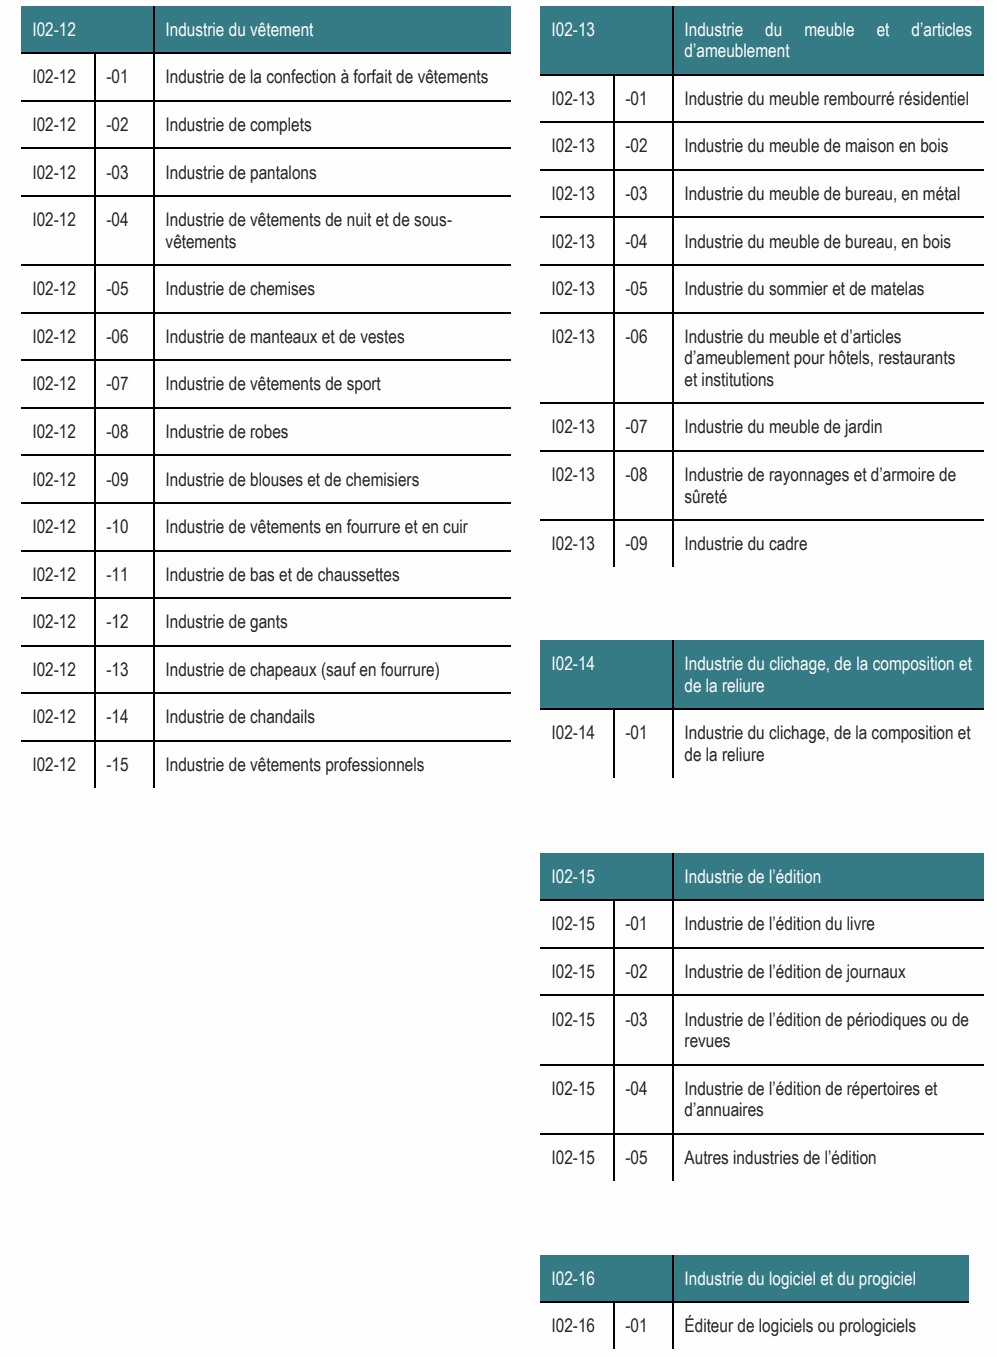 I02-12 Industrie du vêtement
I02-12 -01 Industrie de la confection à forfait de vêtements
I02-12 -02 Industrie de complets
I02-12 -03 Industrie de pantalons
I02-12 -04 Industrie de vêtements de nuit et de sous-
vêtements
I02-12 -05 Industrie de chemises
I02-12 -06 Industrie de manteaux et de vestes
I02-12 -07 Industrie de vêtements de sport
I02-12 -08 Industrie de robes
I02-12 -09 Industrie de blouses et de chemisiers
I02-12 -10 Industrie de vêtements en fourrure et en cuir
I02-12 -11 Industrie de bas et de chaussettes
I02-12 -12 Industrie de gants
I02-12 -13 Industrie de chapeaux (sauf en fourrure)
I02-12 -14 Industrie de chandails
I02-12 -15 Industrie de vêtements professionnels
I02-13 Industrie du meuble et d’articles
d’ameublement
I02-13 -01 Industrie du meuble rembourré résidentiel
I02-13 -02 Industrie du meuble de maison en bois
I02-13 -03 Industrie du meuble de bureau, en métal
I02-13 -04 Industrie du meuble de bureau, en bois
I02-13 -05 Industrie du sommier et de matelas
I02-13 -06 Industrie du meuble et d’articles
d’ameublement pour hôtels, restaurants
et institutions
I02-13 -07 Industrie du meuble de jardin
I02-13 -08 Industrie de rayonnages et d’armoire de
sûreté
I02-13 -09 Industrie du cadre
I02-14 Industrie du clichage, de la composition et
de la reliure
I02-14 -01 Industrie du clichage, de la composition et
de la reliure
I02-15 Industrie de l’édition
I02-15 -01 Industrie de l’édition du livre
I02-15 -02 Industrie de l’édition de journaux
I02-15 -03 Industrie de l’édition de périodiques ou de
revues
I02-15 -04 Industrie de l’édition de répertoires et
d’annuaires
I02-15 -05 Autres industries de l’édition
I02-16 Industrie du logiciel et du progiciel
I02-16 -01 Éditeur de logiciels ou prologiciels